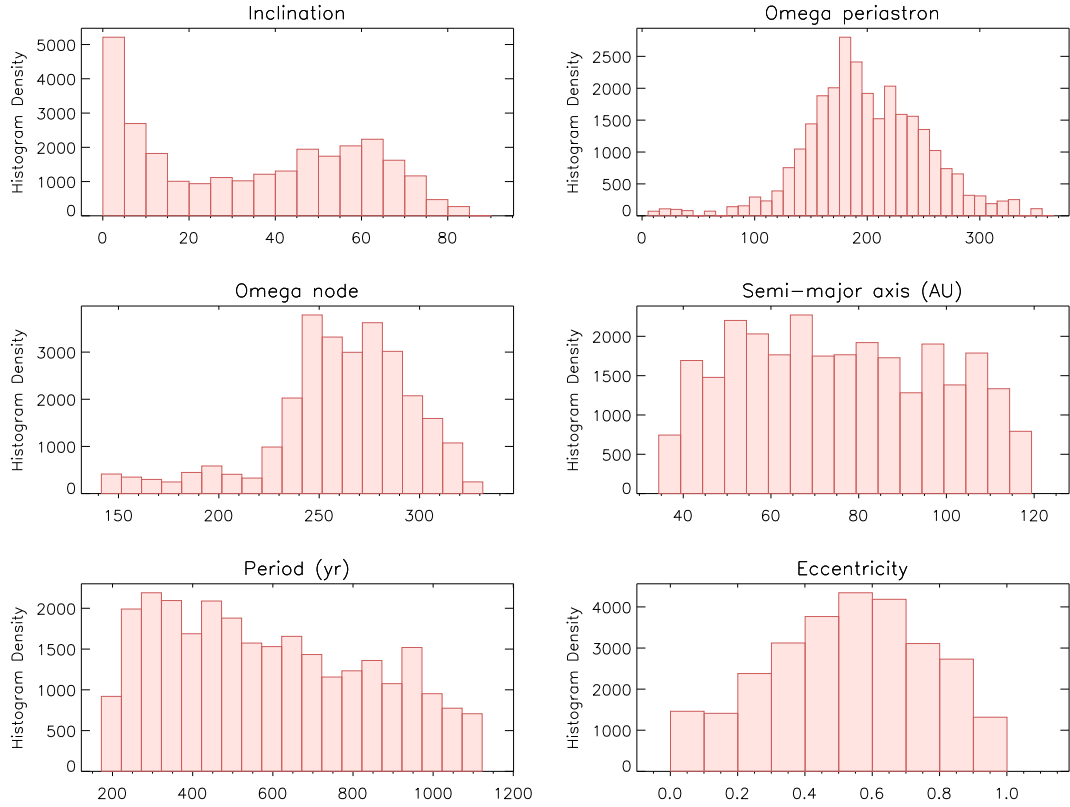 Inclination
Histogram Density
5000
4000
3000
2000
1000
0
0 20 40 60 80
Omega periastron
Histogram Density
2500
2000
1500
1000
500
0
0 100 200 300
Omega node
Histogram Density
3000
2000
1000
0
150 200 250 300
Semi-major axis (AU)
Histogram Density
2000
1500
1000
500
0
40 60 80 100 120
Period (yr)
Histogram Density
2000
1500
1000
500
0
200 400 600 800 1000 1200
Eccentricity
Histogram Density
4000
3000
2000
1000
0
0.0 0.2 0.4 0.6 0.8 1.0